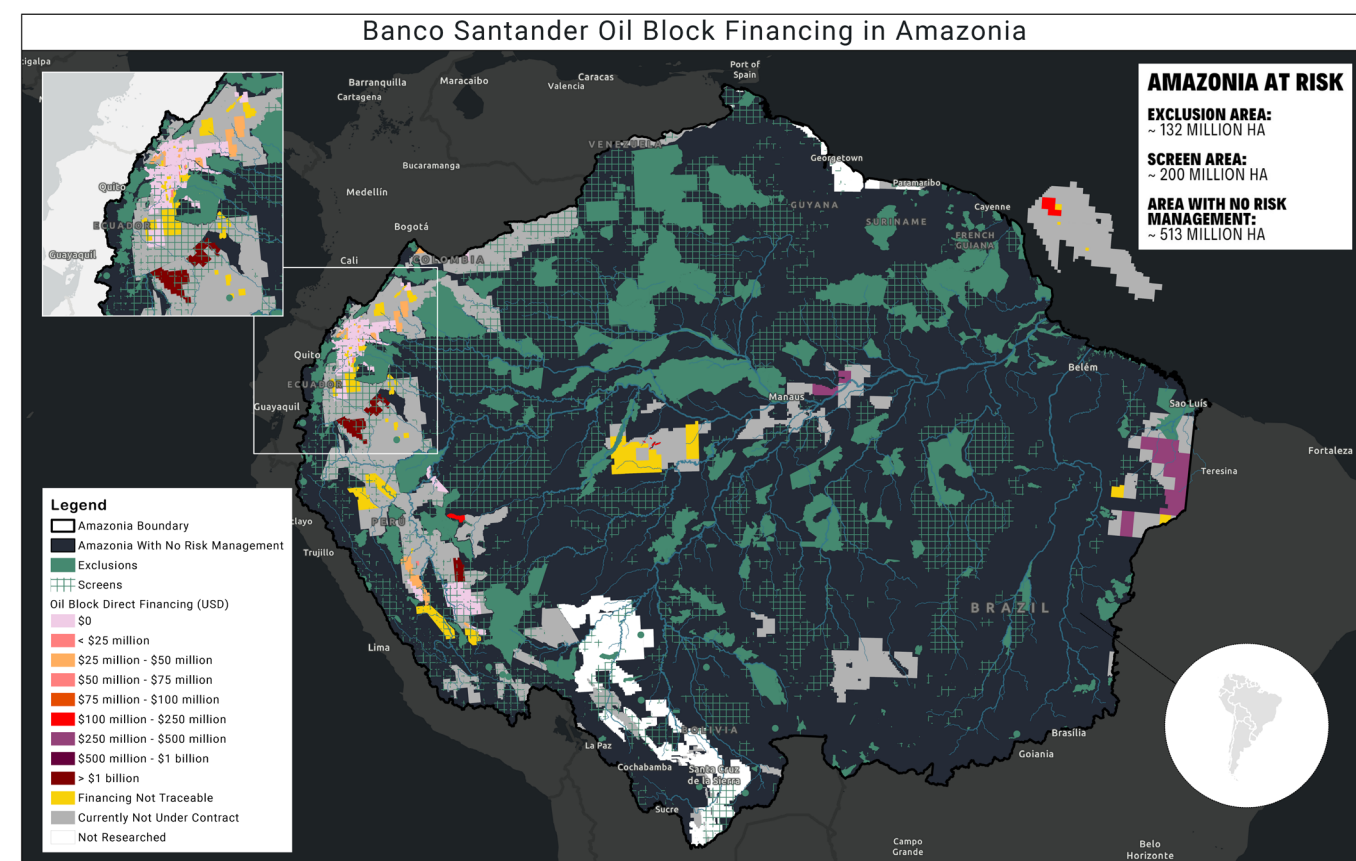 Banco Santander Oil Block Financing in Amazonia
AMAZONIA AT RISK
EXCLUSION AREA:
~ 132 MILLION HA
SCREEN AREA:
~ 200 MILLION HA
AREA WITH NO RISK
MANAGEMENT:
~ 513 MILLION HA
Quito
ECUADOR
Guayaquil
Barranquilla
Cartagena
Maracaibo
Caracas
Valencia
Port of
Spain
Bucaramanga
Medellín
Bogotá
Cali
COLOMBIA
VENEZUELA
Georgetown
Paramaribo
GUYANA
SURINAME
Cayenne
FRENCH
GUIANA
Quito
ECUADOR
Guayaquil
Manaus
Belém
Sao Luís
Teresina
Fortaleza
PERU
Trujillo
Lima
BRAZIL
BOLIVIA
La Paz
Cochabamba
Santa Cruz
de la Sierra
Sucre
Brasília
Goiania
Campo
Grande
Belo
Horizonte
Legend
Amazonia Boundary
Amazonia With No Risk Management
Exclusions
Screens
Oil Block Direct Financing (USD)
$0
< $25 million
$25 million - $50 million
$50 million - $75 million
$75 million - $100 million
$100 million - $250 million
$250 million - $500 million
$500 million - $1 billion
> $1 billion
Financing Not Traceable
Currently Not Under Contract
Not Researched